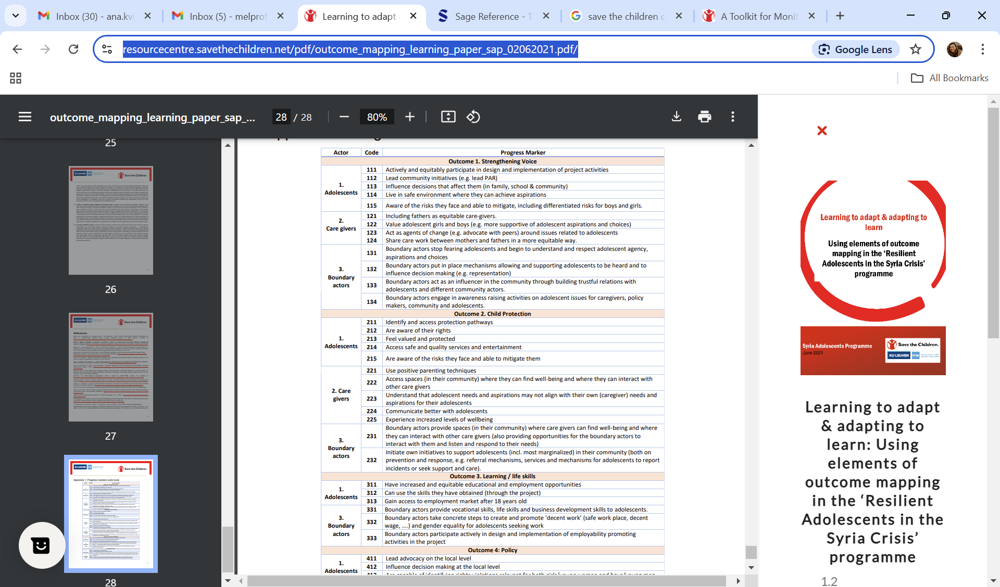 Inbox (30) - ana.kvi
Inbox (5) - melprof
Learning to adapt
Sage Reference - T
save the children c
A Toolkit for Monit
resourcecentre.savethechildren.net/pdf/outcome_mapping_learning_paper_sap_02062021.pdf/
Google Lens
All Bookmarks
outcome_mapping_learning_paper_sap_...
28 / 28
80%
25
26
References
27
Appendix 1: Progress markers code book
28
Actor Code Progress Marker
Outcome 1. Strengthening Voice
1. Adolescents
111 Actively and equitably participate in design and implementation of project activities
112 Lead community initiatives (e.g. lead PAR)
113 Influence decisions that affect them (in family, school & community)
114 Live in safe environment where they can achieve aspirations
115 Aware of the risks they face and able to mitigate, including differentiated risks for boys and girls.
2. Care givers
121 Including fathers as equitable care-givers.
122 Value adolescent girls and boys (e.g. more supportive of adolescent aspirations and choices)
123 Act as agents of change (e.g. advocate with peers) around issues related to adolescents
124 Share care work between mothers and fathers in a more equitable way.
3. Boundary actors
131 Boundary actors stop fearing adolescents and begin to understand and respect adolescent agency,
aspirations and choices
132 Boundary actors put in place mechanisms allowing and supporting adolescents to be heard and to
influence decision making (e.g. representation)
133 Boundary actors act as an influencer in the community through building trustful relations with
adolescents and different community actors.
134 Boundary actors engage in awareness raising activities on adolescent issues for caregivers, policy
makers, community and adolescents.
Outcome 2. Child Protection
1. Adolescents
211 Identify and access protection pathways
212 Are aware of their rights
213 Feel valued and protected
214 Access safe and quality services and entertainment
215 Are aware of the risks they face and able to mitigate them
2. Care givers
221 Use positive parenting techniques
222 Access spaces (in their community) where they can find well-being and where they can interact with
other care givers
223 Understand that adolescent needs and aspirations may not align with their own (caregiver) needs and
aspirations for their adolescents
224 Communicate better with adolescents
225 Experience increased levels of wellbeing
3. Boundary actors
231 Boundary actors provide spaces (in their community) where care givers can find well-being and where
they can interact with other care givers (also providing opportunities for the boundary actors to
interact with them and listen and respond to their needs)
232 Initiate own initiatives to support adolescents (incl. most marginalized) in their community (both on
prevention and response, e.g. referral mechanisms, services and mechanisms for adolescents to report
incidents or seek support and care).
Outcome 3. Learning / life skills
1. Adolescents
311 Have increased and equitable educational and employment opportunities
312 Can use the skills they have obtained (through the project)
313 Gain access to employment market after 18 years old
3. Boundary actors
331 Boundary actors provide vocational skills, life skills and business development skills to adolescents.
332 Boundary actors take concrete steps to create and promote ‘decent work’ (safe work place, decent
wage, ....) and gender equality for adolescents seeking work
333 Boundary actors participate actively in design and implementation of employability promoting
activities in the project
Outcome 4: Policy
1. Adolescents
411 Lead advocacy on the local level
412 Influence decision making at the local level
Learning to adapt & adapting to
learn
Using elements of outcome
mapping in the ‘Resilient
Adolescents in the Syria Crisis’
programme
Syria Adolescents Programme
June 2021
Save the Children.
KU LEUVEN
Learning to adapt
& adapting to
learn: Using
elements of
outcome mapping
in the ‘Resilient
Adolescents in the
Syria Crisis’
programme
1.2